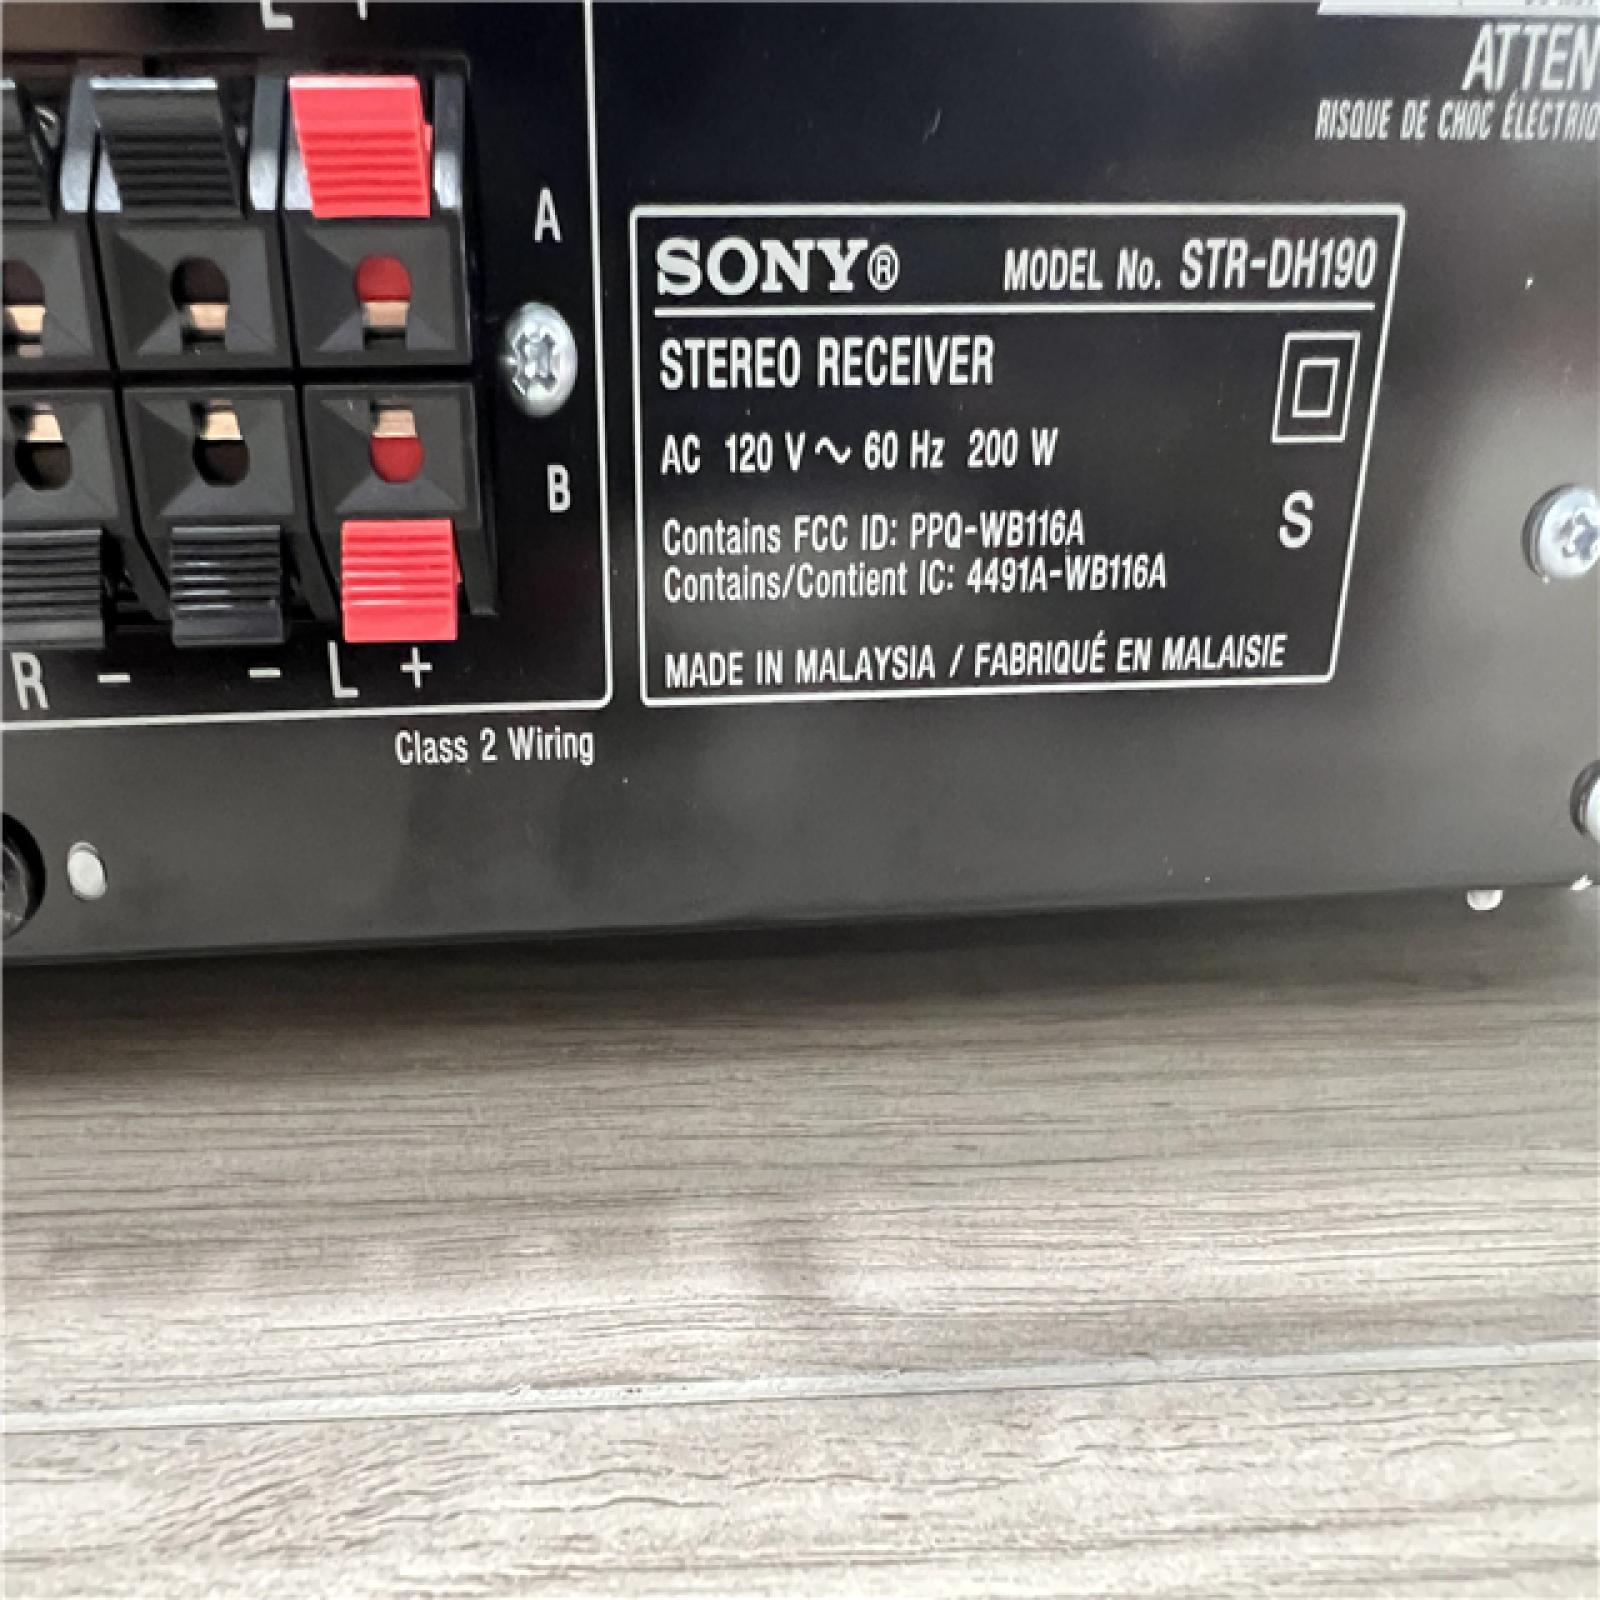 L +
ATTEN
RISQUE DE CHOC ÉLECTRIQ
A
SONY® MODEL No. STR-DH190
STEREO RECEIVER
AC 120 V ~ 60 Hz 200 W
B
S
Contains FCC ID: PPQ-WB116A
Contains/Contient IC: 4491A-WB116A
MADE IN MALAYSIA / FABRIQUÉ EN MALAISIE
R - - L +
Class 2 Wiring